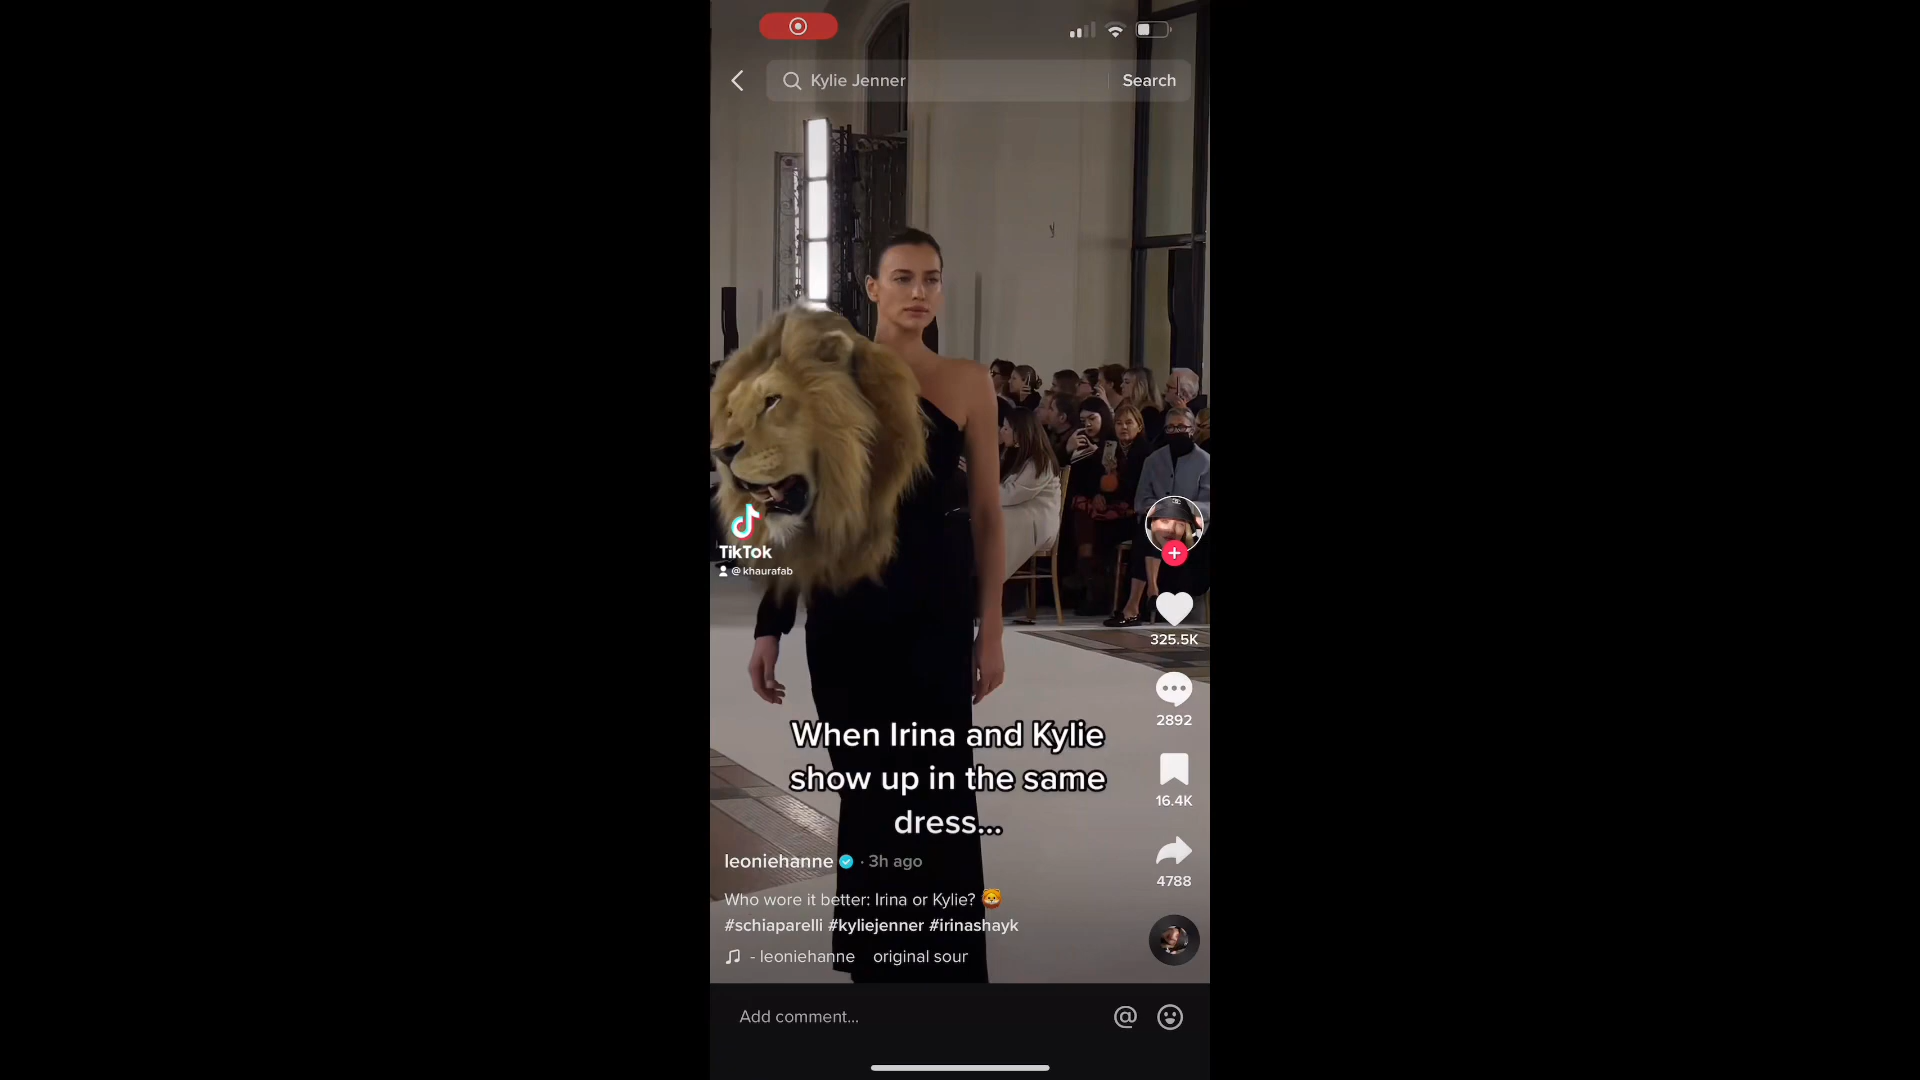 Kylie Jenner
Search
TikTok
@khaurafab
325.5K
2892
16.4K
4788
When Irina and Kylie
show up in the same
dress...
leoniehanne · 3h ago
Who wore it better: Irina or Kylie? 🦁
#schiaparelli #kyliejenner #irinashayk
- leoniehanne original sour
Add comment...
@